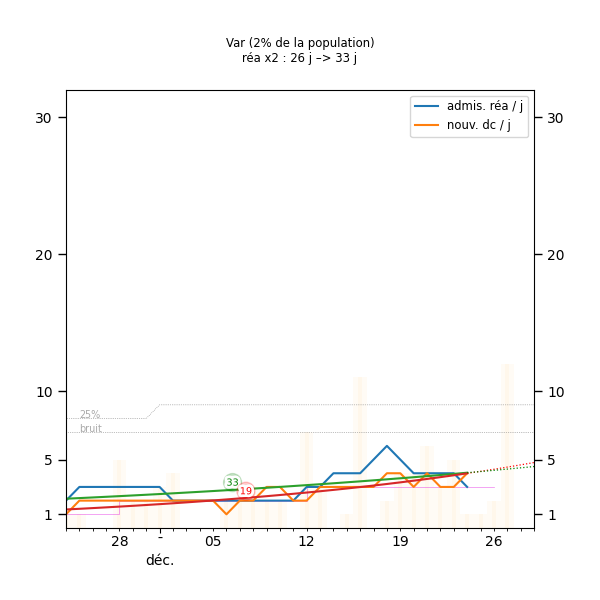 Var (2% de la population)
réa x2 : 26 j –> 33 j
admis. réa / j
nouv. dc / j
30 30
20 20
10 10
25%
bruit
5 5
33
19
1 1
28 - 05 12 19 26
déc.